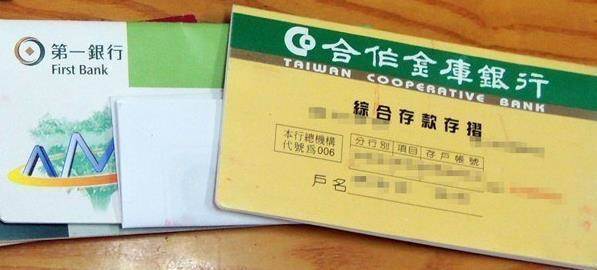 第一銀行
First Bank
AM
合作金庫銀行
TAIWAN COOPERATIVE BANK
綜合存款存摺
本行總機構
代號為006
分行別 項目 存戶帳號
戶名